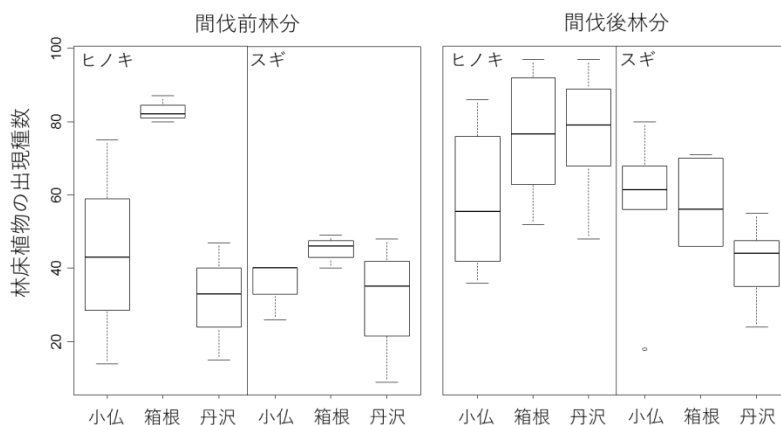 間伐前林分
間伐後林分
ヒノキ
スギ
ヒノキ
スギ
林床植物の出現種数
100
80
60
40
20
小仏 箱根 丹沢 小仏 箱根 丹沢
小仏 箱根 丹沢 小仏 箱根 丹沢